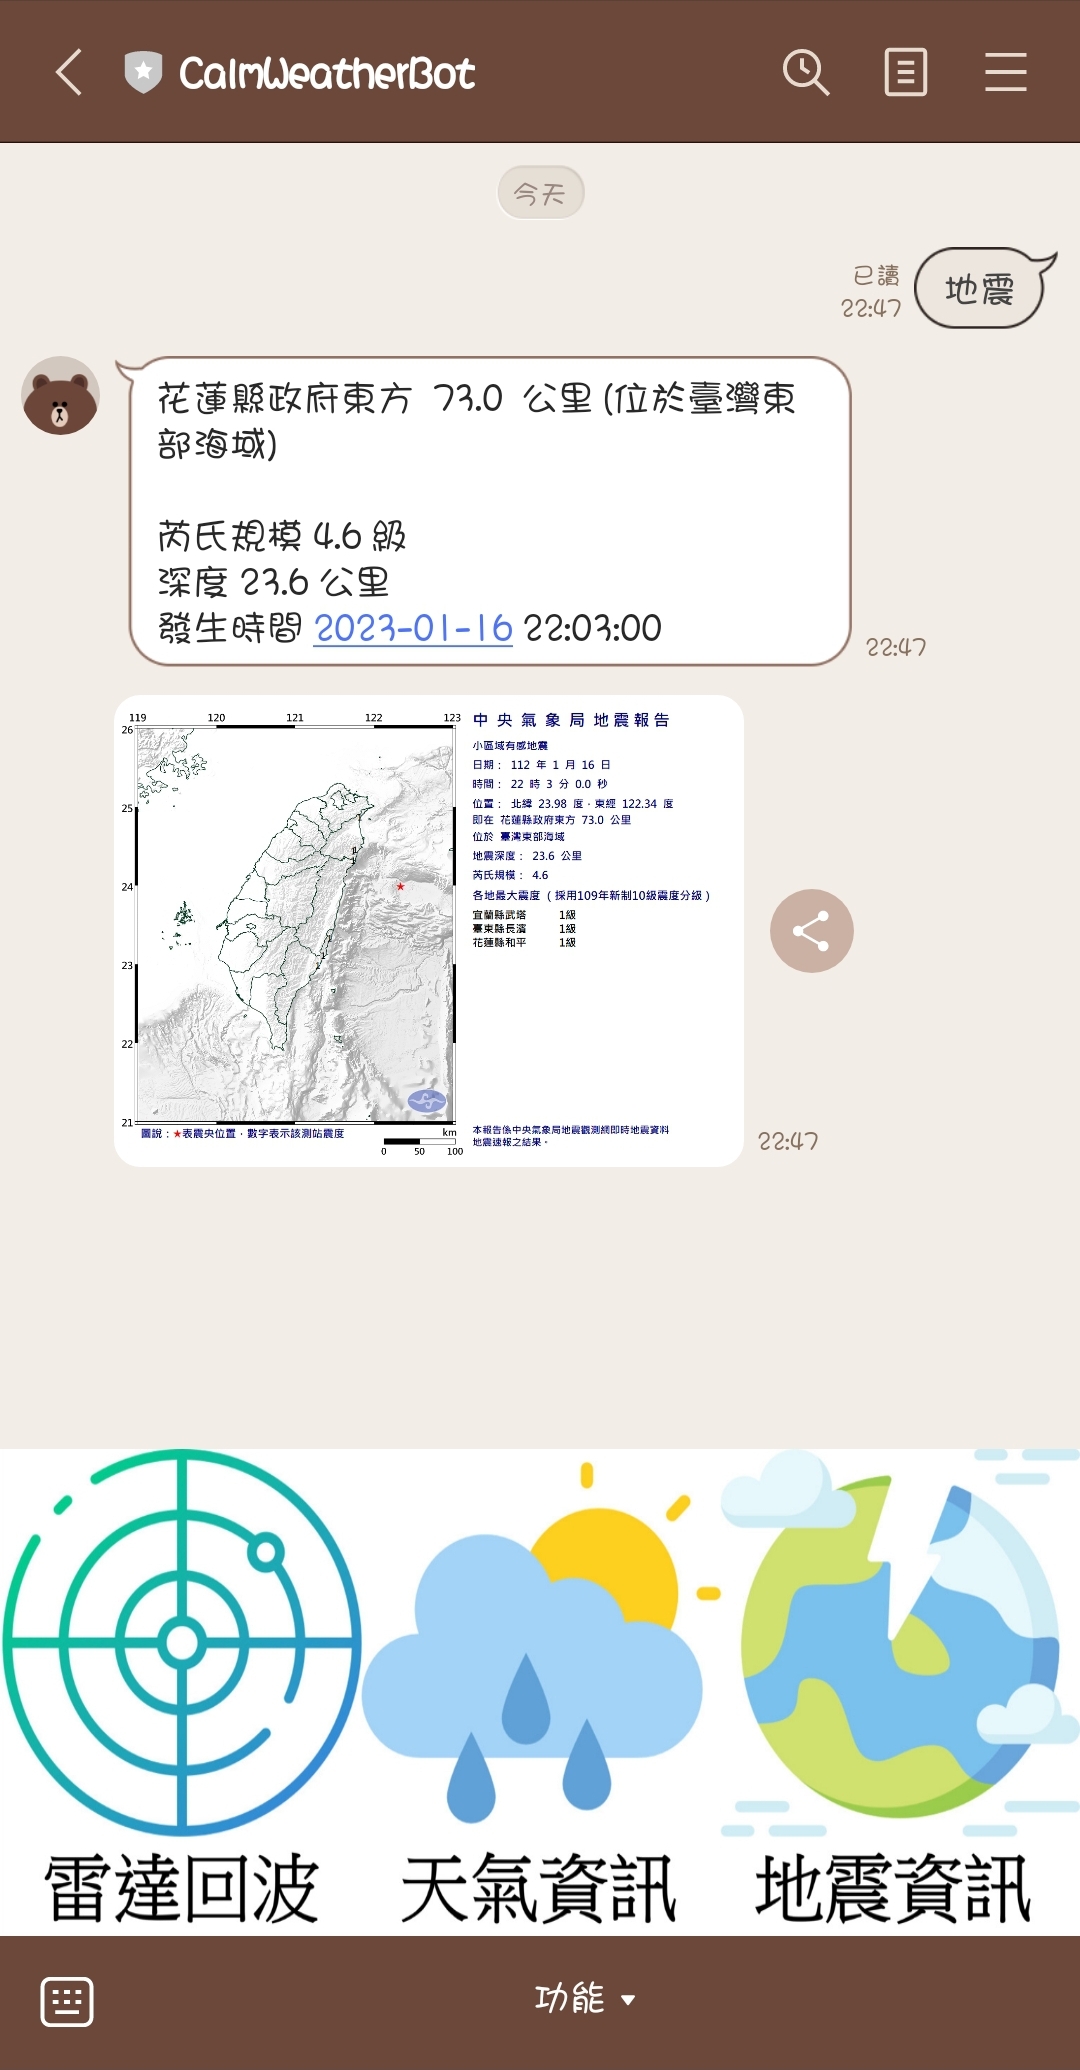 CalmWeatherBot
今天
已讀
22:47
地震
花蓮縣政府東方 73.0 公里 (位於臺灣東
部海域)
芮氏規模 4.6 級
深度 23.6 公里
發生時間 2023-01-16 22:03:00
22:47
119 120 121 122 123
26
25
24
23
22
21
1
1
1
圖說：★表震央位置，數字表示該測站震度
km
0 50 100
中央氣象局地震報告
小區域有感地震
日期： 112 年 1 月 16 日
時間： 22 時 3 分 0.0 秒
位置： 北緯 23.98 度，東經 122.34 度
即在 花蓮縣政府東方 73.0 公里
位於 臺灣東部海域
地震深度： 23.6 公里
芮氏規模： 4.6
各地最大震度（採用109年新制10級震度分級）
宜蘭縣武塔 1級
臺東縣長濱 1級
花蓮縣和平 1級
本報告係中央氣象局地震觀測網即時地震資料
地震速報之結果。
22:47
雷達回波
天氣資訊
地震資訊
功能